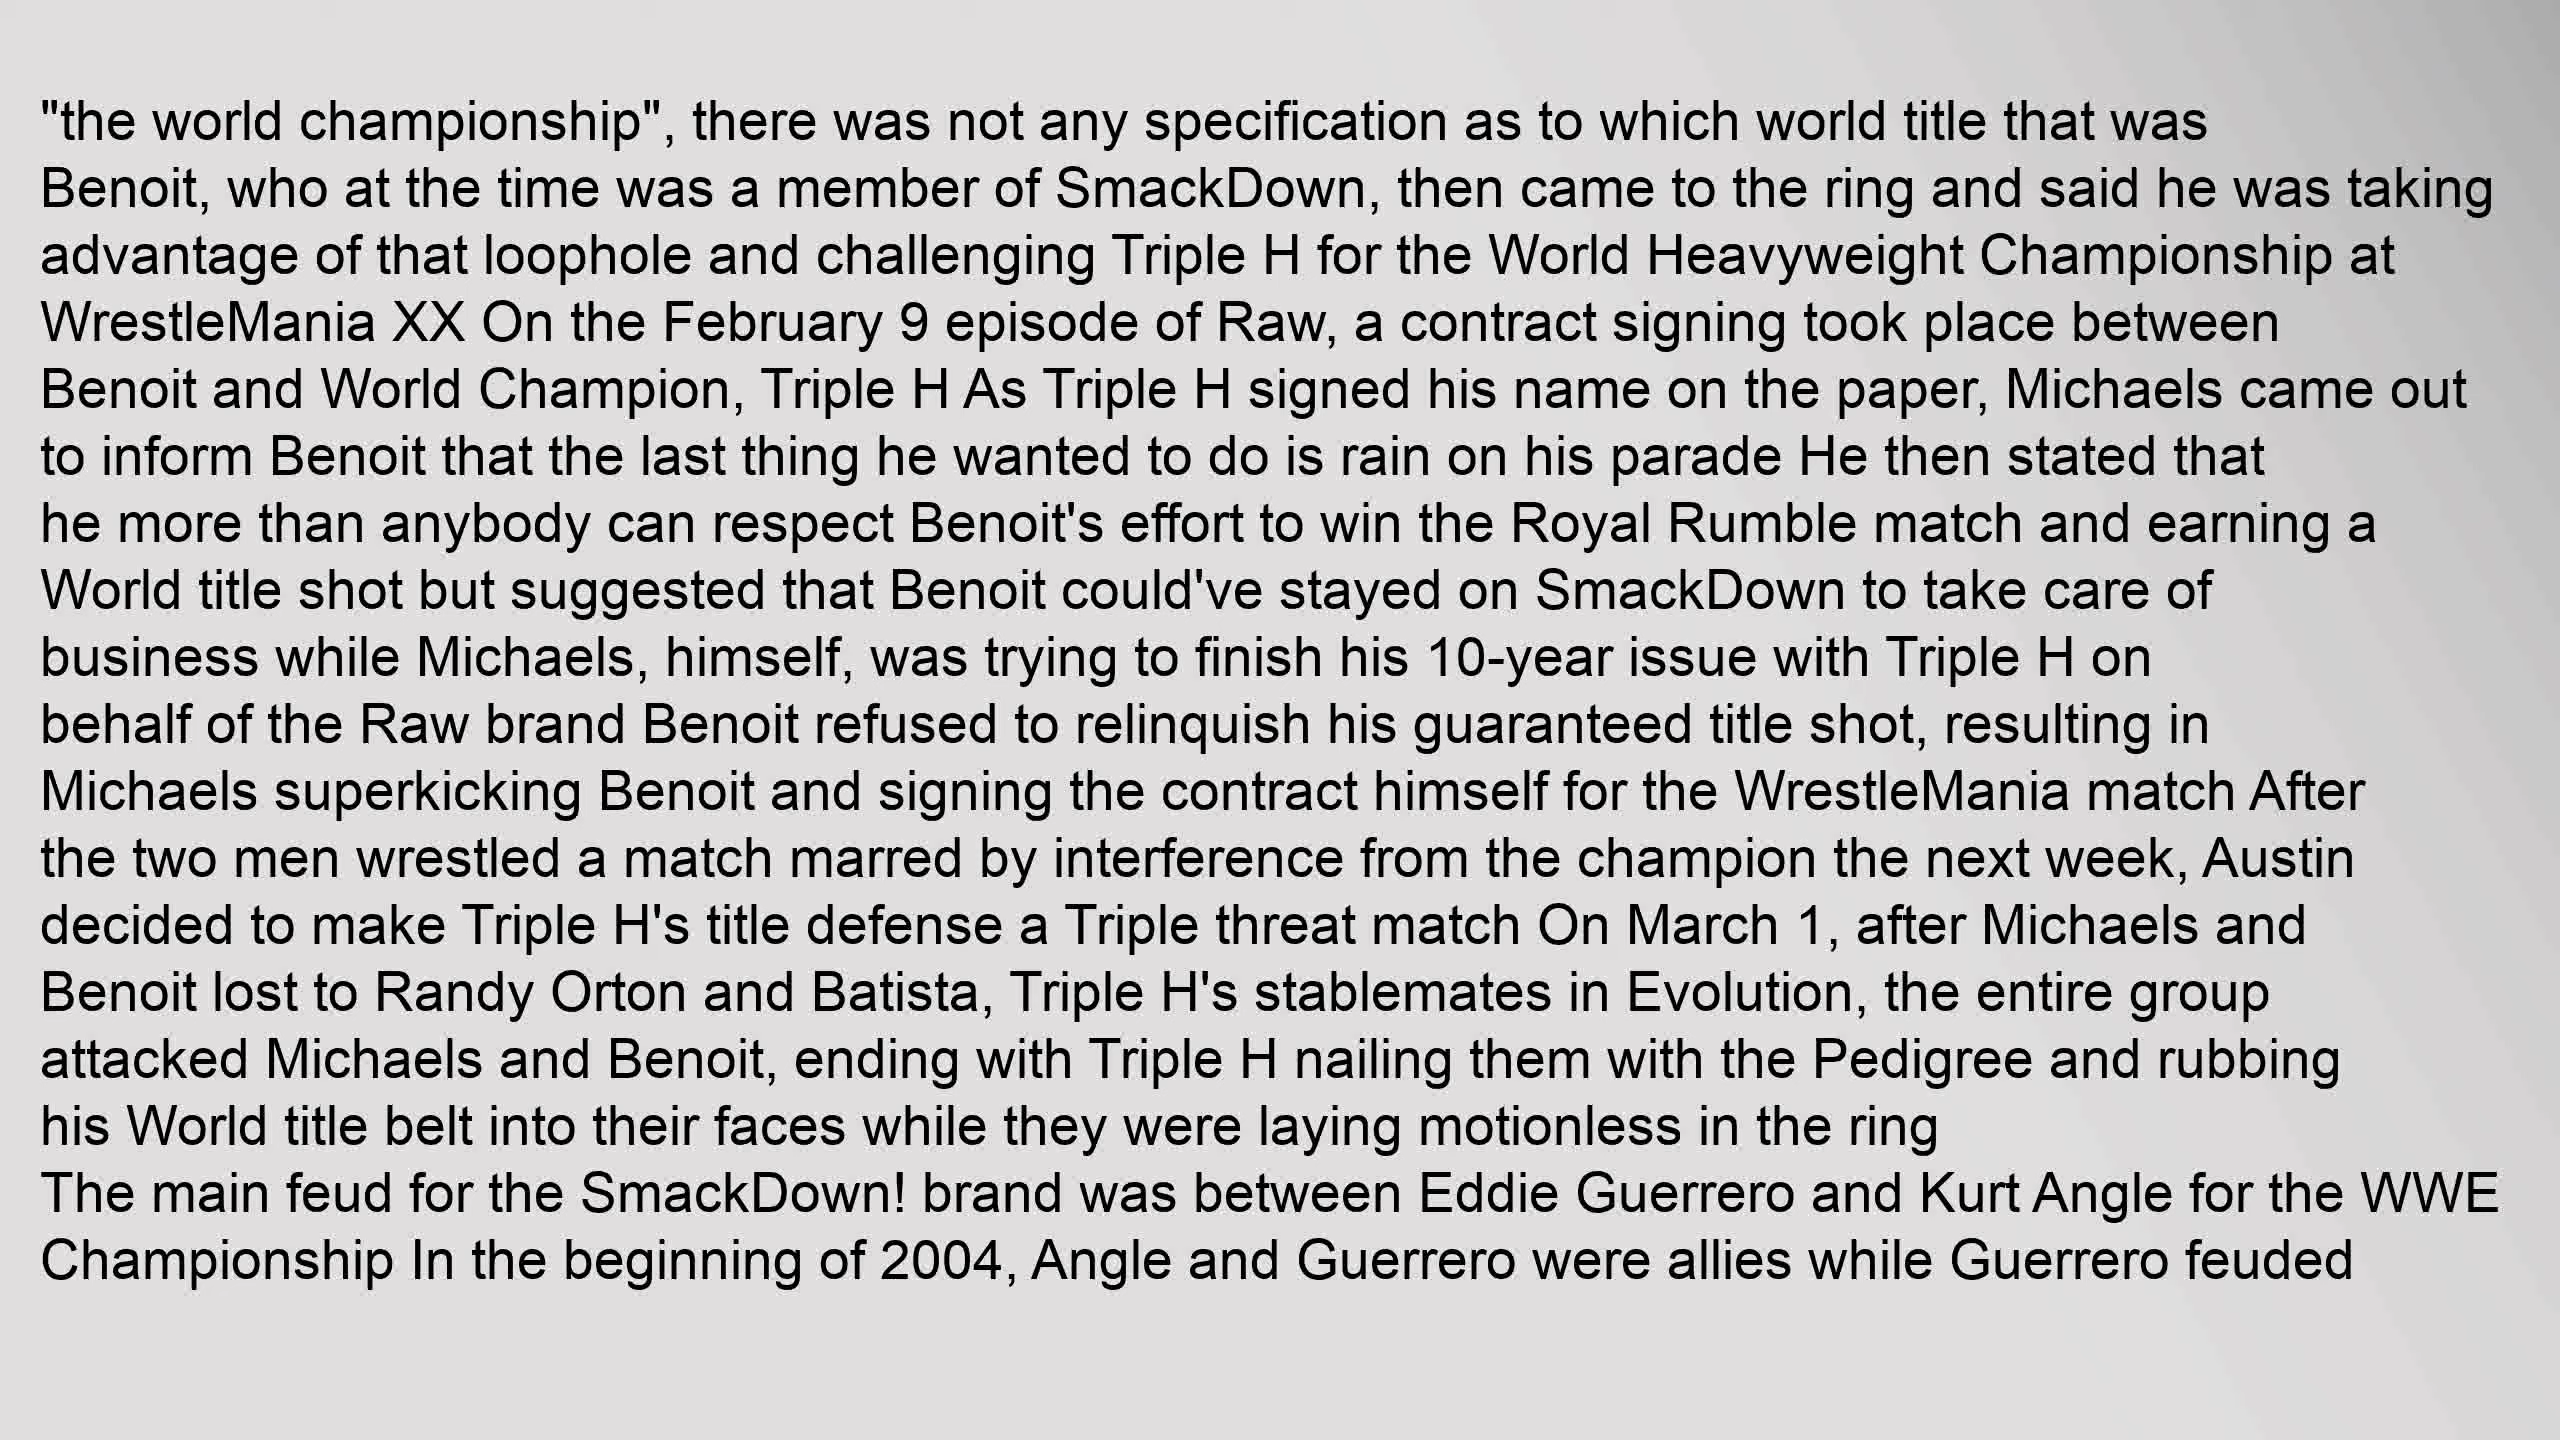 "the world championship", there was not any specification as to which world title that was
Benoit, who at the time was a member of SmackDown, then came to the ring and said he was taking
advantage of that loophole and challenging Triple H for the World Heavyweight Championship at
WrestleMania XX On the February 9 episode of Raw, a contract signing took place between
Benoit and World Champion, Triple H As Triple H signed his name on the paper, Michaels came out
to inform Benoit that the last thing he wanted to do is rain on his parade He then stated that
he more than anybody can respect Benoit's effort to win the Royal Rumble match and earning a
World title shot but suggested that Benoit could've stayed on SmackDown to take care of
business while Michaels, himself, was trying to finish his 10-year issue with Triple H on
behalf of the Raw brand Benoit refused to relinquish his guaranteed title shot, resulting in
Michaels superkicking Benoit and signing the contract himself for the WrestleMania match After
the two men wrestled a match marred by interference from the champion the next week, Austin
decided to make Triple H's title defense a Triple threat match On March 1, after Michaels and
Benoit lost to Randy Orton and Batista, Triple H's stablemates in Evolution, the entire group
attacked Michaels and Benoit, ending with Triple H nailing them with the Pedigree and rubbing
his World title belt into their faces while they were laying motionless in the ring
The main feud for the SmackDown! brand was between Eddie Guerrero and Kurt Angle for the WWE
Championship In the beginning of 2004, Angle and Guerrero were allies while Guerrero feuded